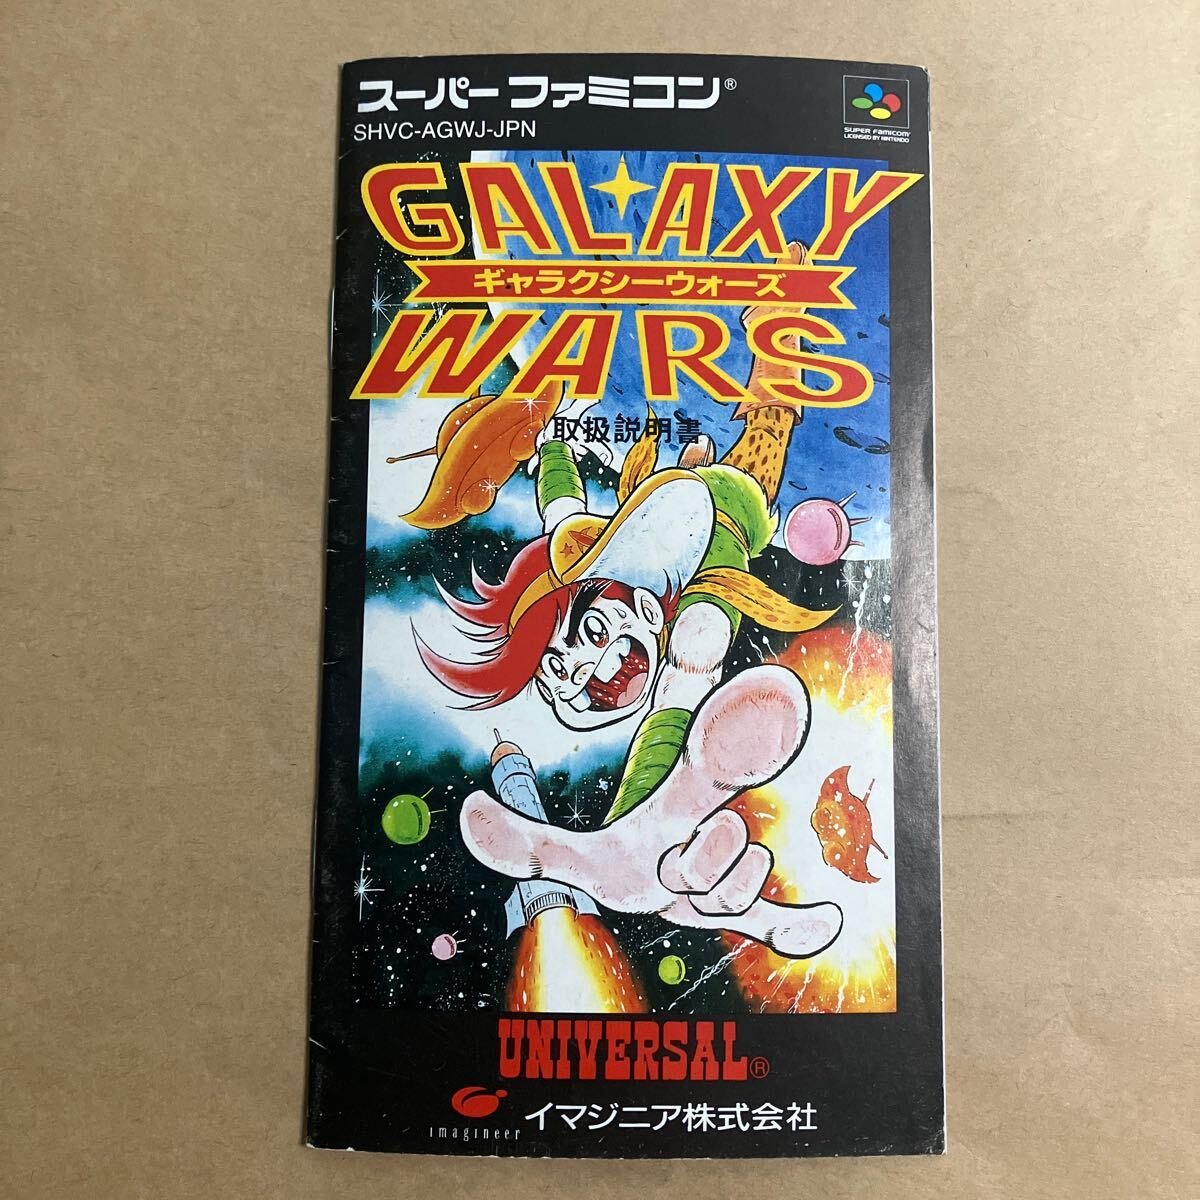 スーパーファミコン®
SHVC-AGWJ-JPN
SUPER FAMICOM
LICENSED BY NINTENDO
GALAXY
ギャラクシーウォーズ
WARS
取扱説明書
UNIVERSAL®
imagineer
イマジニア株式会社